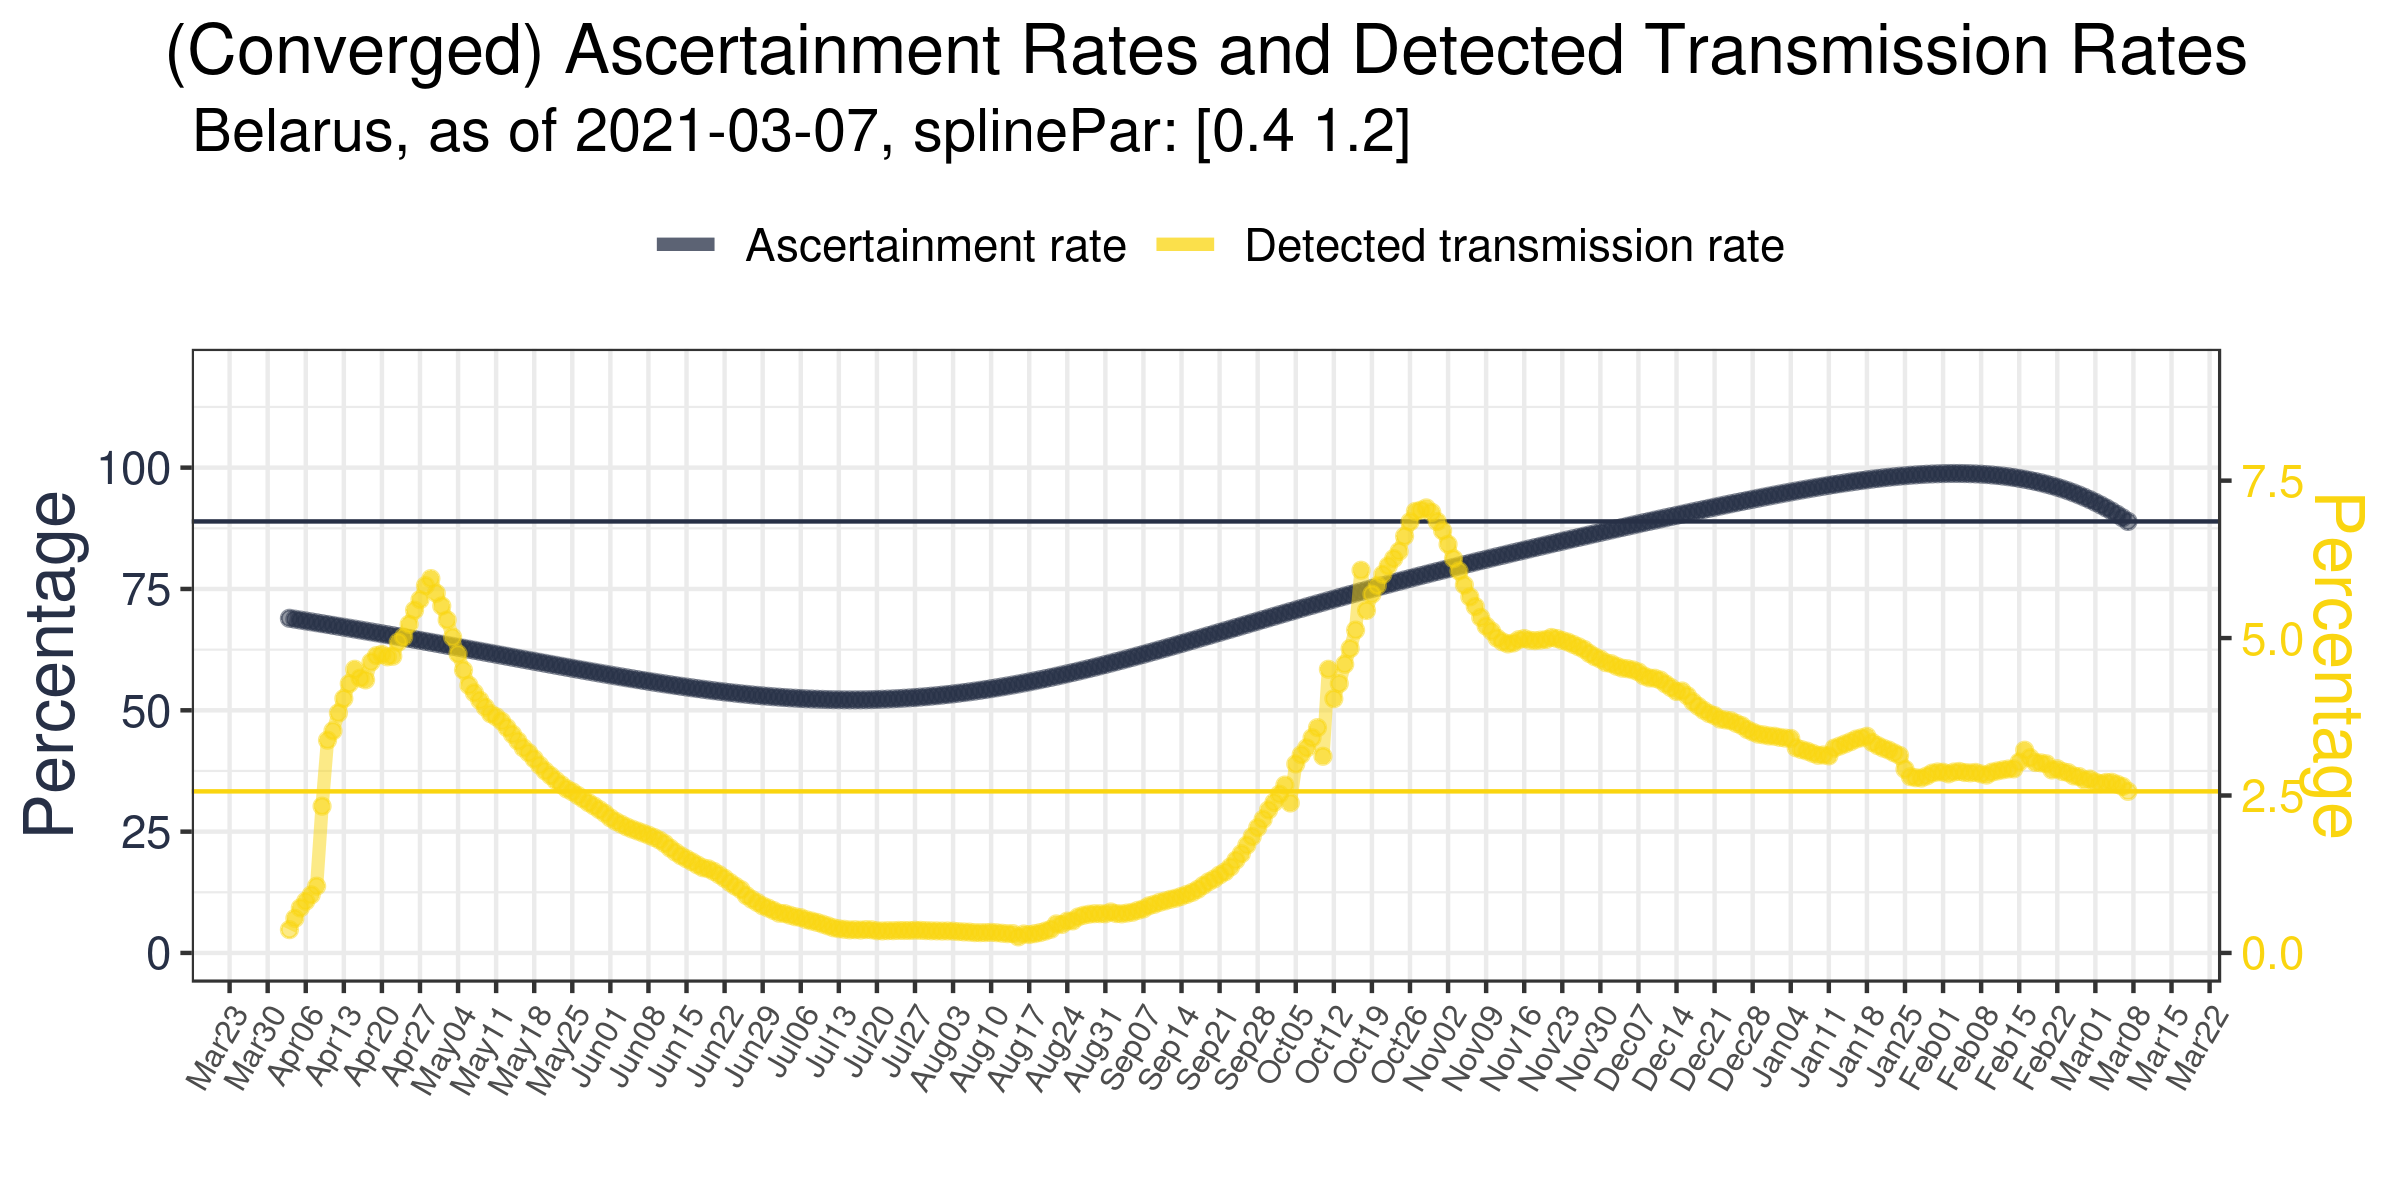 (Converged) Ascertainment Rates and Detected Transmission Rates
Belarus, as of 2021-03-07, splinePar: [0.4 1.2]
Ascertainment rate
Detected transmission rate
Percentage
100
75
50
25
0
7.5
5.0
2.5
0.0
Percentage
Mar23
Mar30
Apr06
Apr13
Apr20
Apr27
May04
May11
May18
May25
Jun01
Jun08
Jun15
Jun22
Jun29
Jul06
Jul13
Jul20
Jul27
Aug03
Aug10
Aug17
Aug24
Aug31
Sep07
Sep14
Sep21
Sep28
Oct05
Oct12
Oct19
Oct26
Nov02
Nov09
Nov16
Nov23
Nov30
Dec07
Dec14
Dec21
Dec28
Jan04
Jan11
Jan18
Jan25
Feb01
Feb08
Feb15
Feb22
Mar01
Mar08
Mar15
Mar22